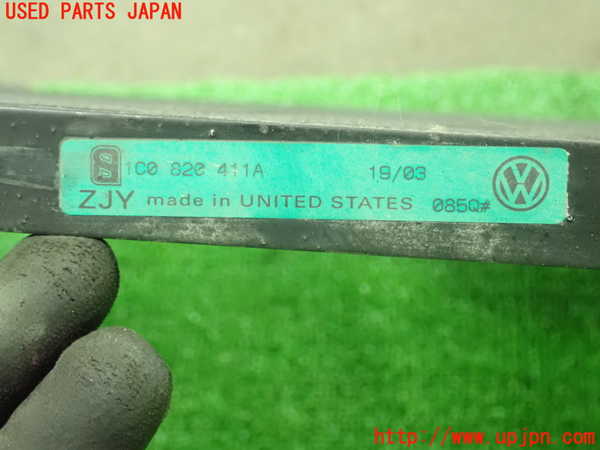 USED PARTS JAPAN
1C0 820 411A 19/03
ZJY made in UNITED STATES 085Q#
http://www.upjpn.com